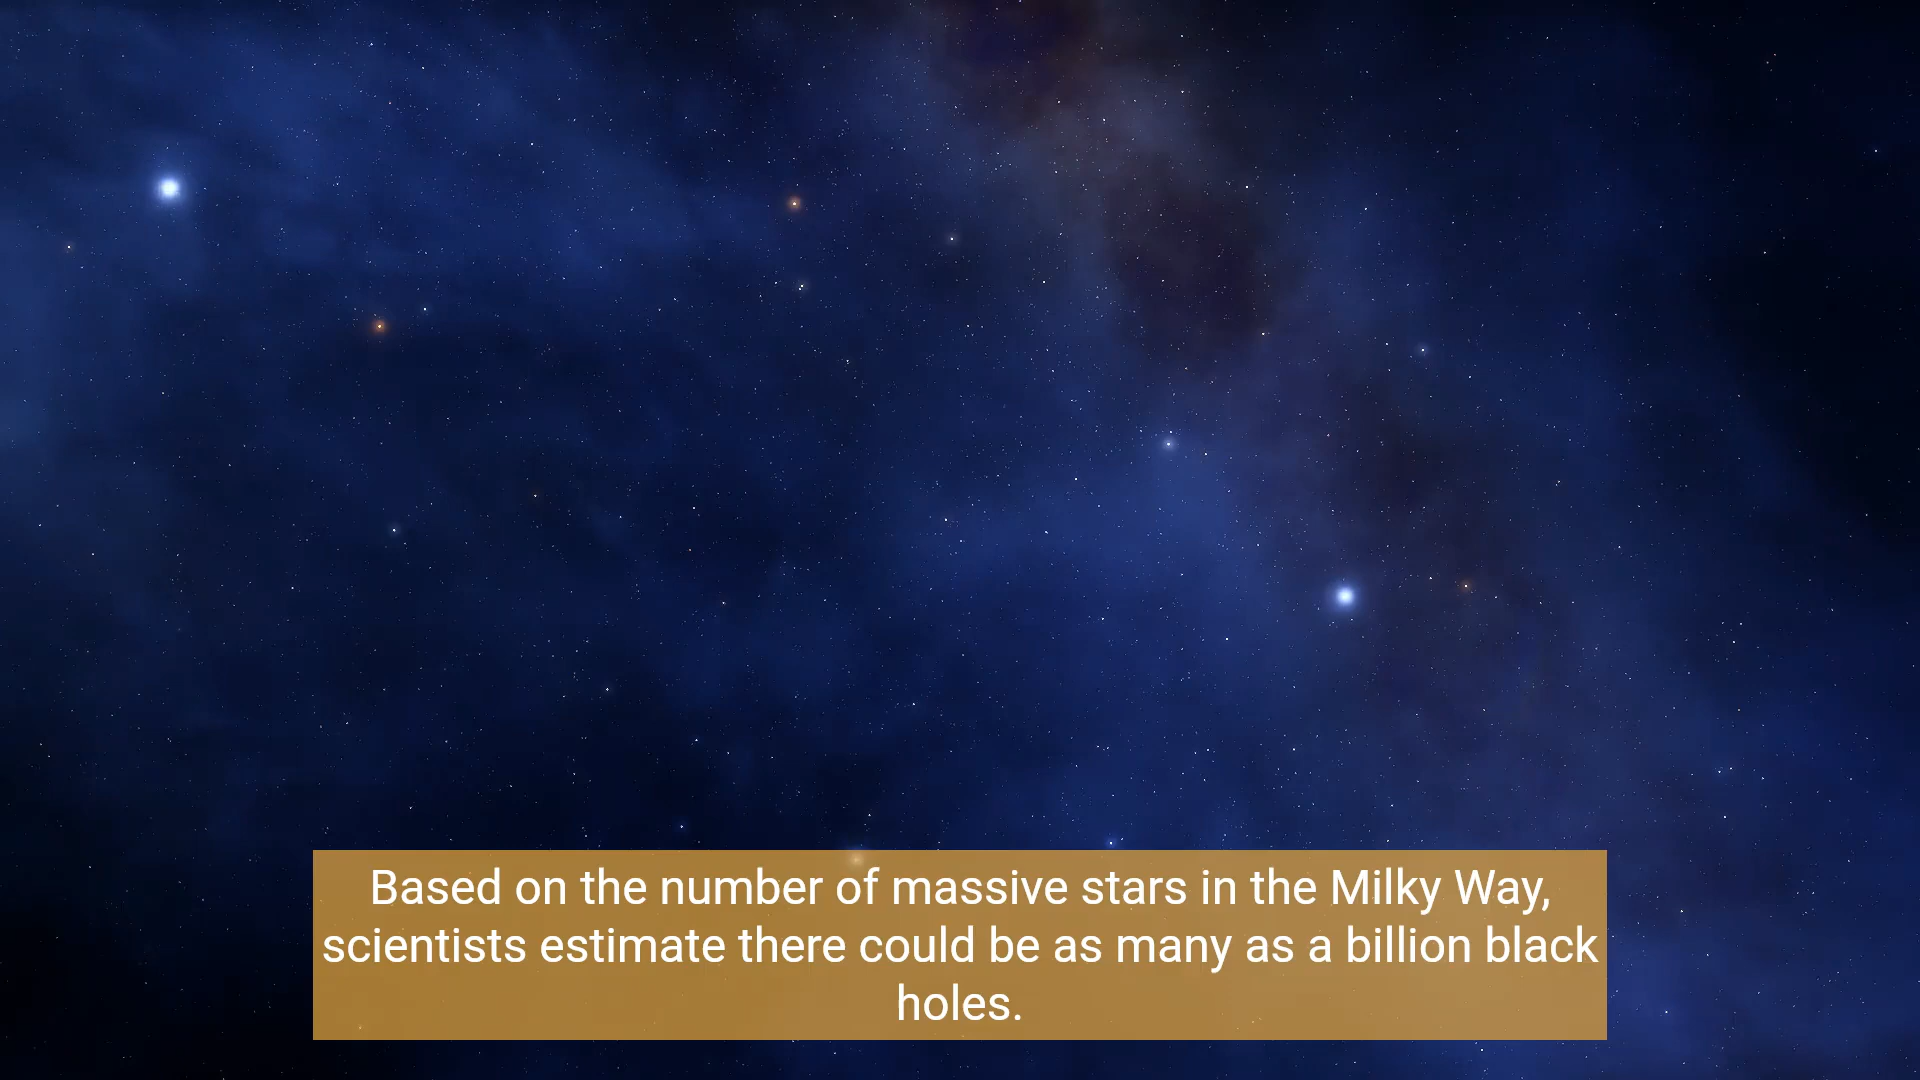 Based on the number of massive stars in the Milky Way,
scientists estimate there could be as many as a billion black
holes.